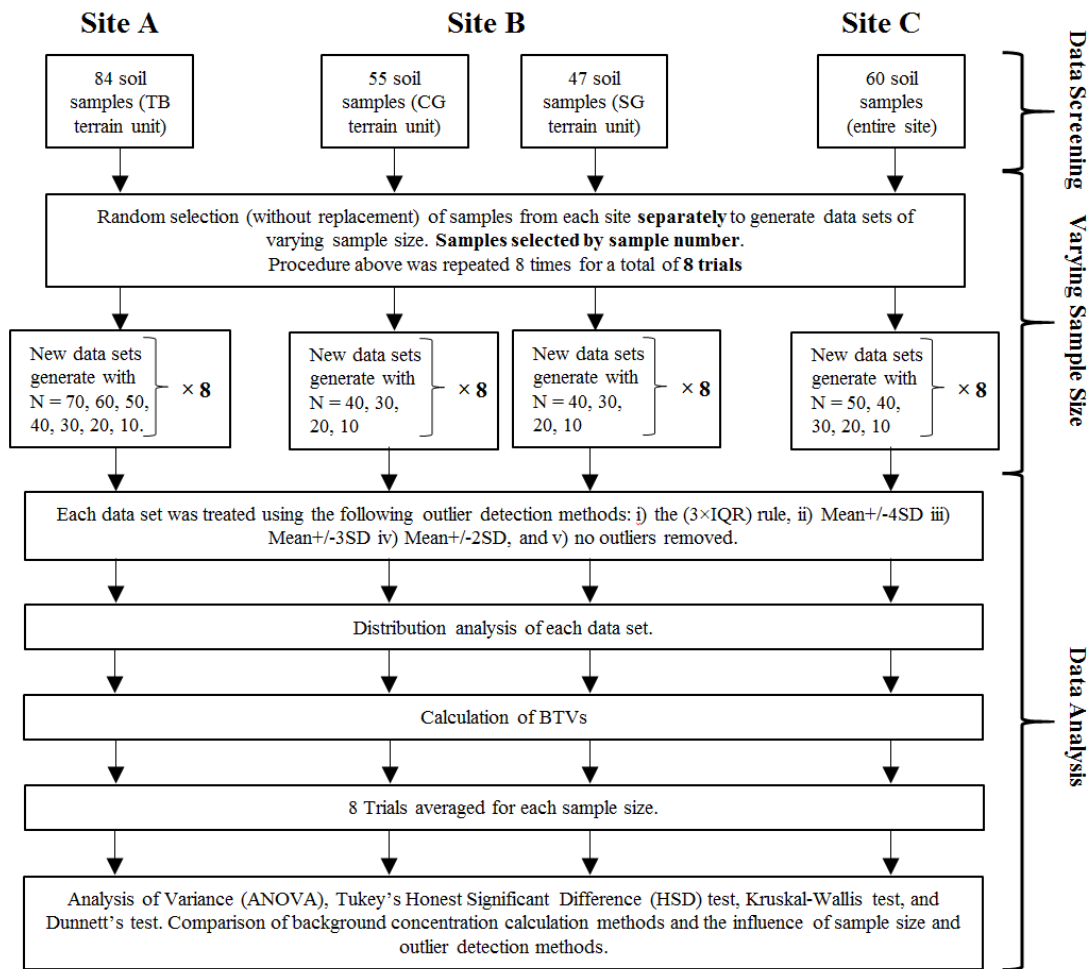 Site A
Site B
Site C
84 soil
samples (TB
terrain unit)
55 soil
samples (CG
terrain unit)
47 soil
samples (SG
terrain unit)
60 soil
samples
(entire site)
Data Screening
Random selection (without replacement) of samples from each site separately to generate data sets of
varying sample size. Samples selected by sample number.
Procedure above was repeated 8 times for a total of 8 trials
New data sets
generate with
N = 70, 60, 50,
40, 30, 20, 10.
× 8
New data sets
generate with
N = 40, 30,
20, 10
× 8
New data sets
generate with
N = 40, 30,
20, 10
× 8
New data sets
generate with
N = 50, 40,
30, 20, 10
× 8
Varying Sample Size
Each data set was treated using the following outlier detection methods: i) the (3×IQR) rule, ii) Mean+/-4SD iii)
Mean+/-3SD iv) Mean+/-2SD, and v) no outliers removed.
Distribution analysis of each data set.
Calculation of BTVs
8 Trials averaged for each sample size.
Analysis of Variance (ANOVA), Tukey’s Honest Significant Difference (HSD) test, Kruskal-Wallis test, and
Dunnett’s test. Comparison of background concentration calculation methods and the influence of sample size and
outlier detection methods.
Data Analysis